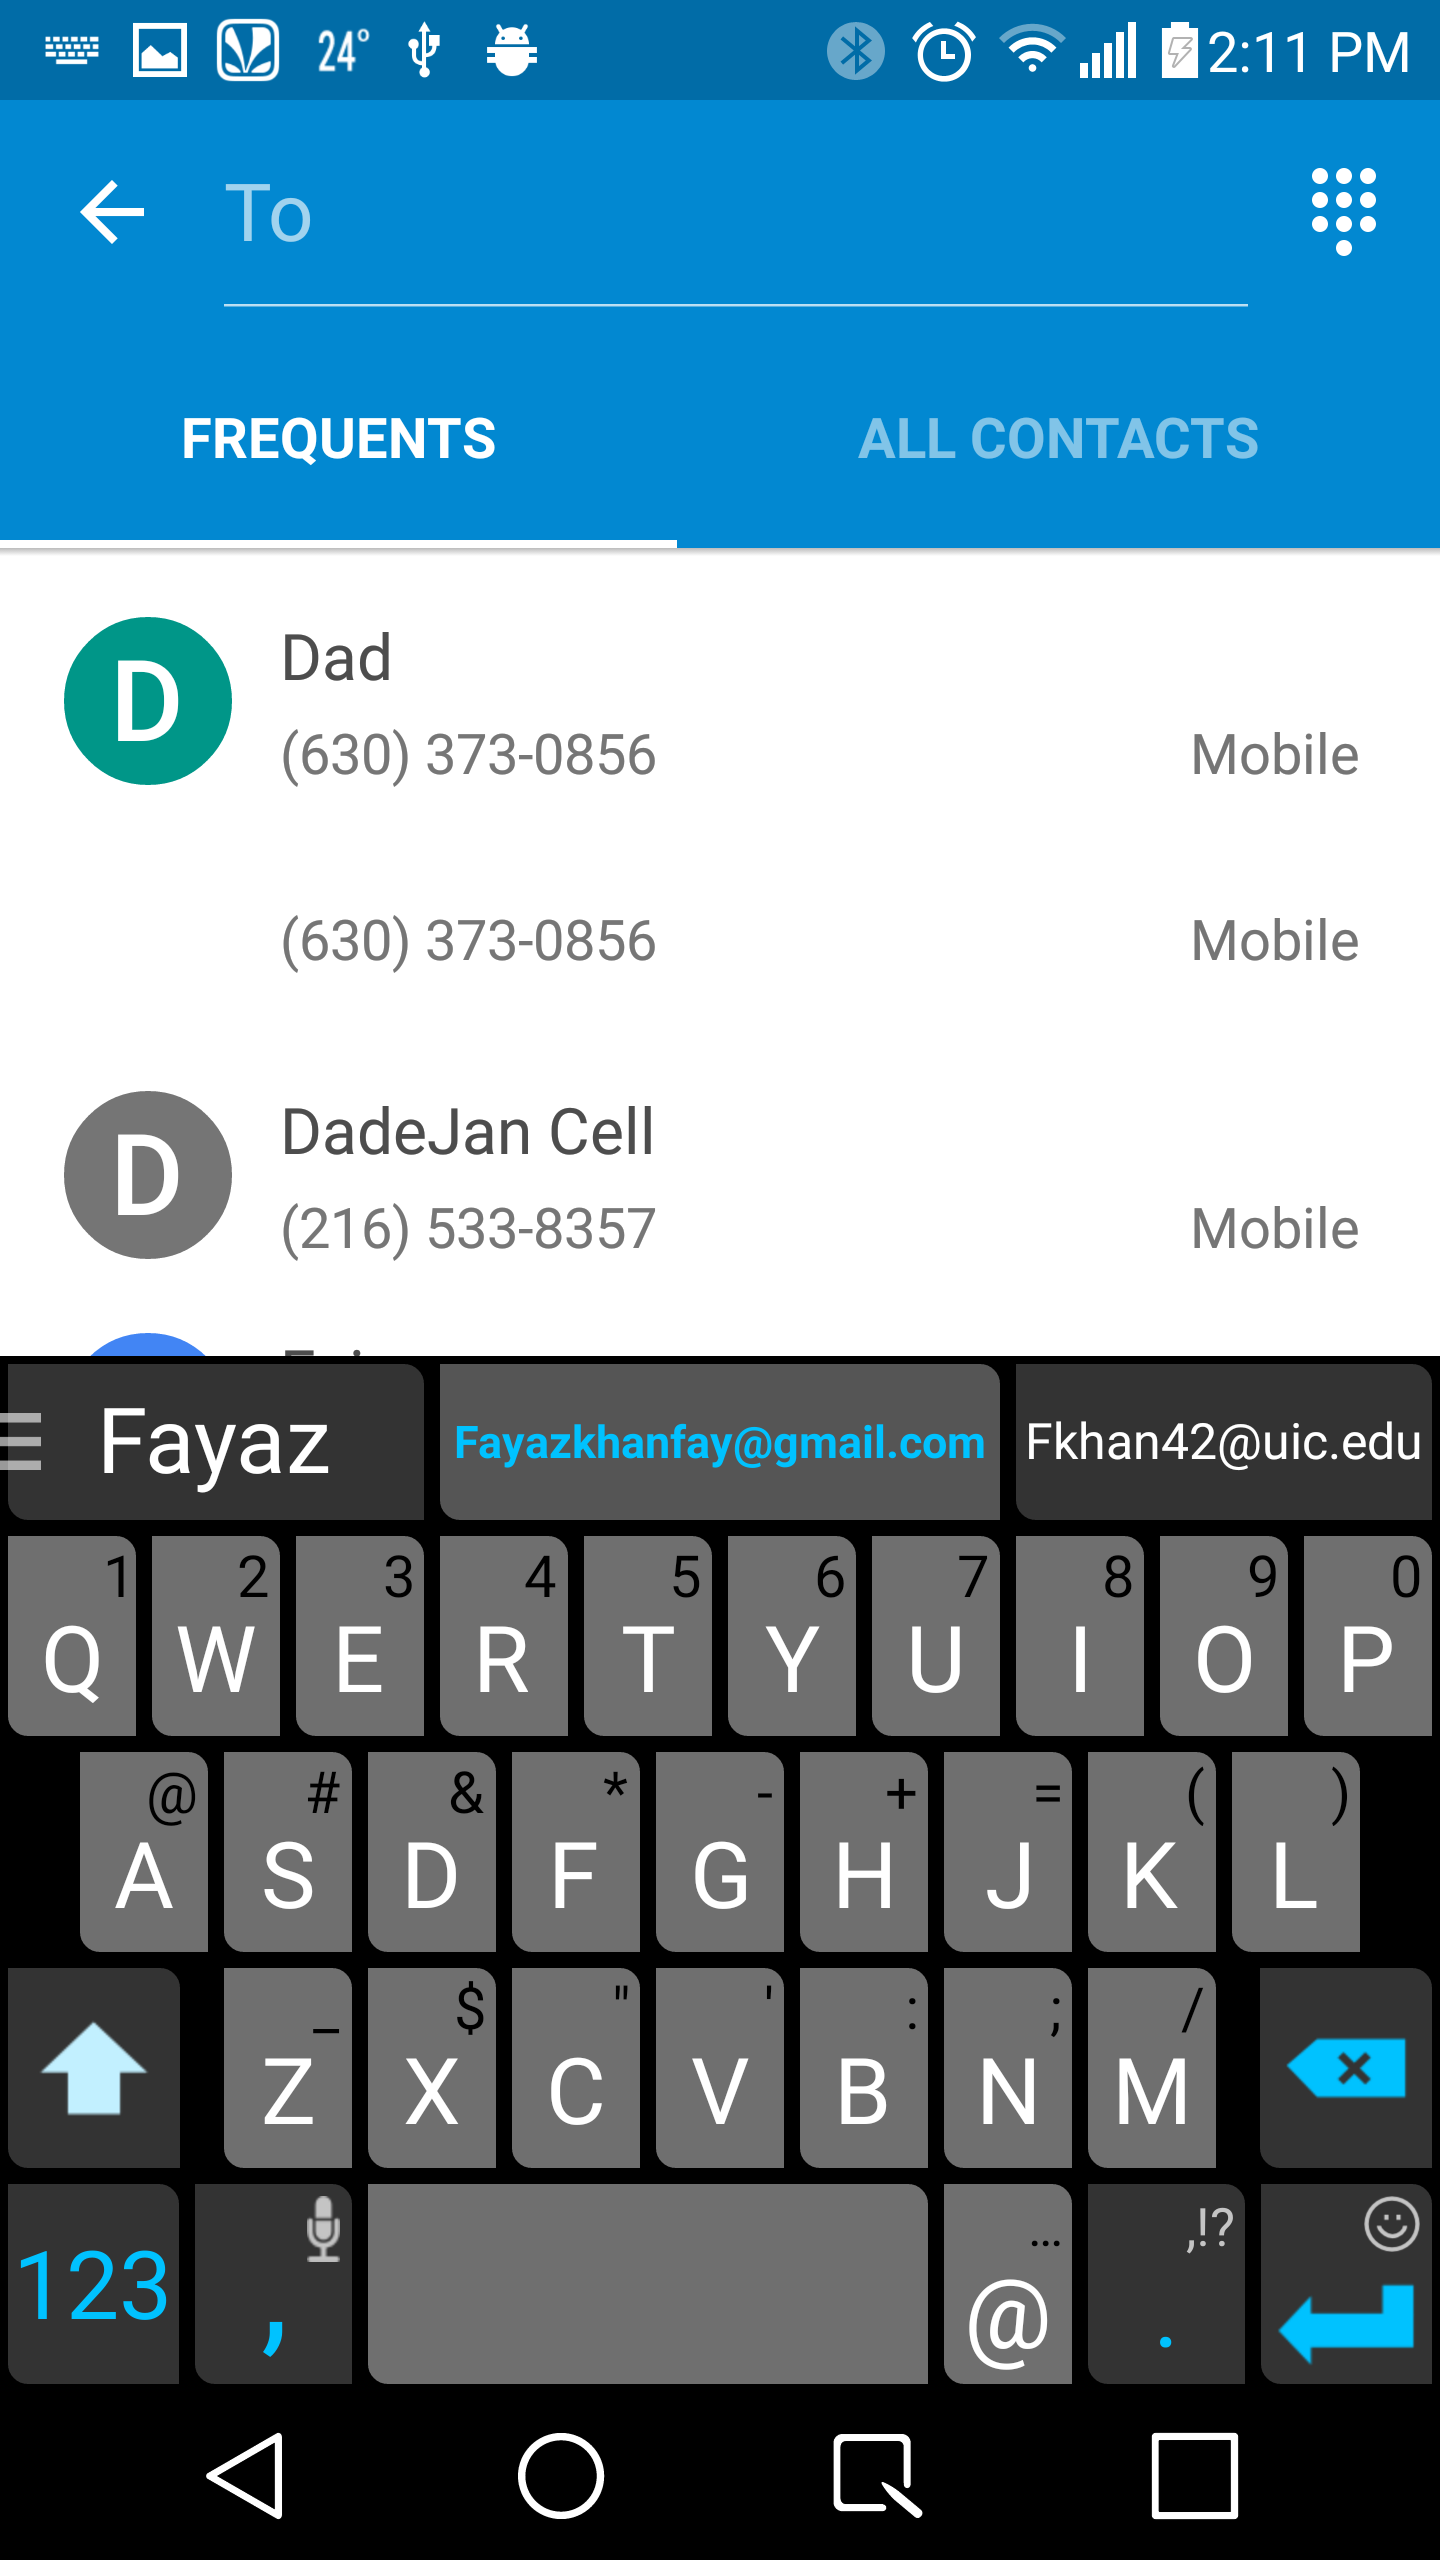 24° 2:11 PM
To
FREQUENTS ALL CONTACTS
D Dad
(630) 373-0856 Mobile
(630) 373-0856 Mobile
D DadeJan Cell
(216) 533-8357 Mobile
Fayaz Fayazkhanfay@gmail.com Fkhan42@uic.edu
1 2 3 4 5 6 7 8 9 0
Q W E R T Y U I O P
@ # & * - + = ( )
A S D F G H J K L
_ $ " ' : ; /
Z X C V B N M
... ,!?
123 , @ .